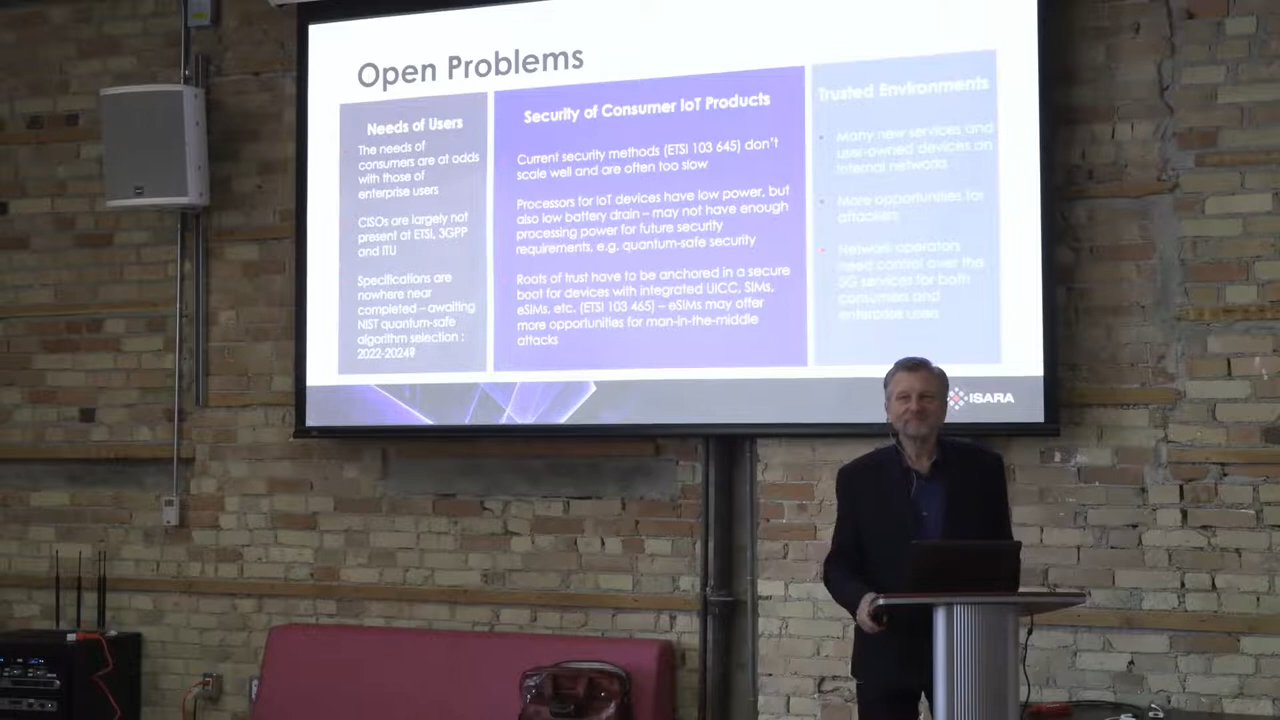 Open Problems
Needs of Users
The needs of
consumers are at odds
with those of
enterprise users
CISOs are largely not
present at ETSI, 3GPP
and ITU
Specifications are
nowhere near
completed – awaiting
NIST quantum-safe
algorithm selection :
2022-2024?
Security of Consumer IoT Products
Current security methods (ETSI 103 645) don't
scale well and are often too slow
Processors for IoT devices have low power, but
also low battery drain – may not have enough
processing power for future security
requirements, e.g. quantum-safe security
Roots of trust have to be anchored in a secure
boot for devices with integrated UICC, SIMs,
eSIMs, etc. (ETSI 103 465) – eSIMs may offer
more opportunities for man-in-the-middle
attacks
Trusted Environments
• Many new services and
user-owned devices on
internal networks
• More opportunities for
attackers
• Network operators
need control over the
5G services for both
consumers and
enterprise users
ISARA